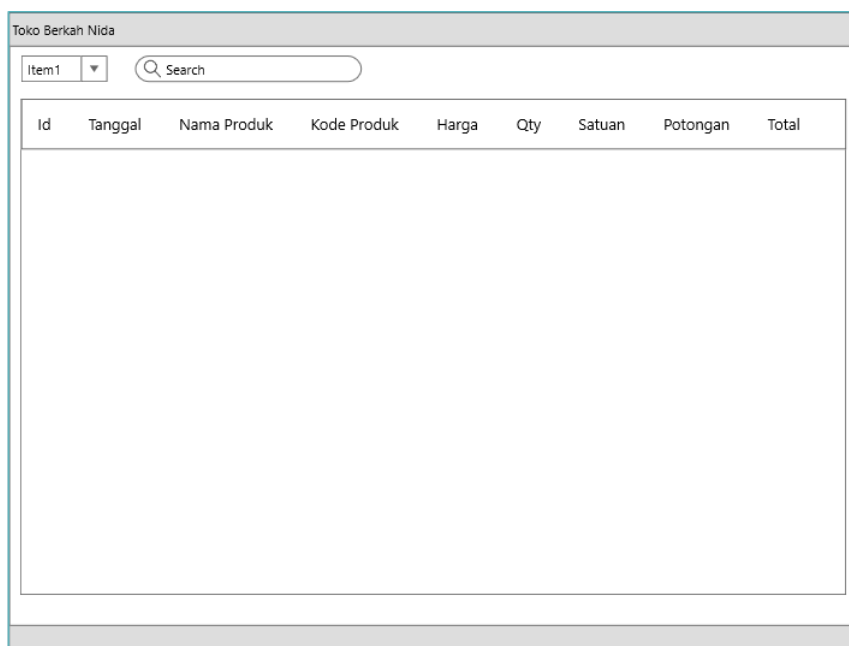 Toko Berkah Nida
Item1 Search
Id Tanggal Nama Produk Kode Produk Harga Qty Satuan Potongan Total